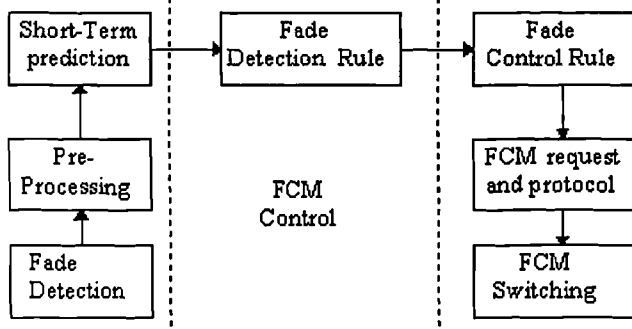 Short-Term
prediction
Fade
Detection Rule
Fade
Control Rule
Pre-
Processing
FCM
Control
FCM request
and protocol
Fade
Detection
FCM
Switching